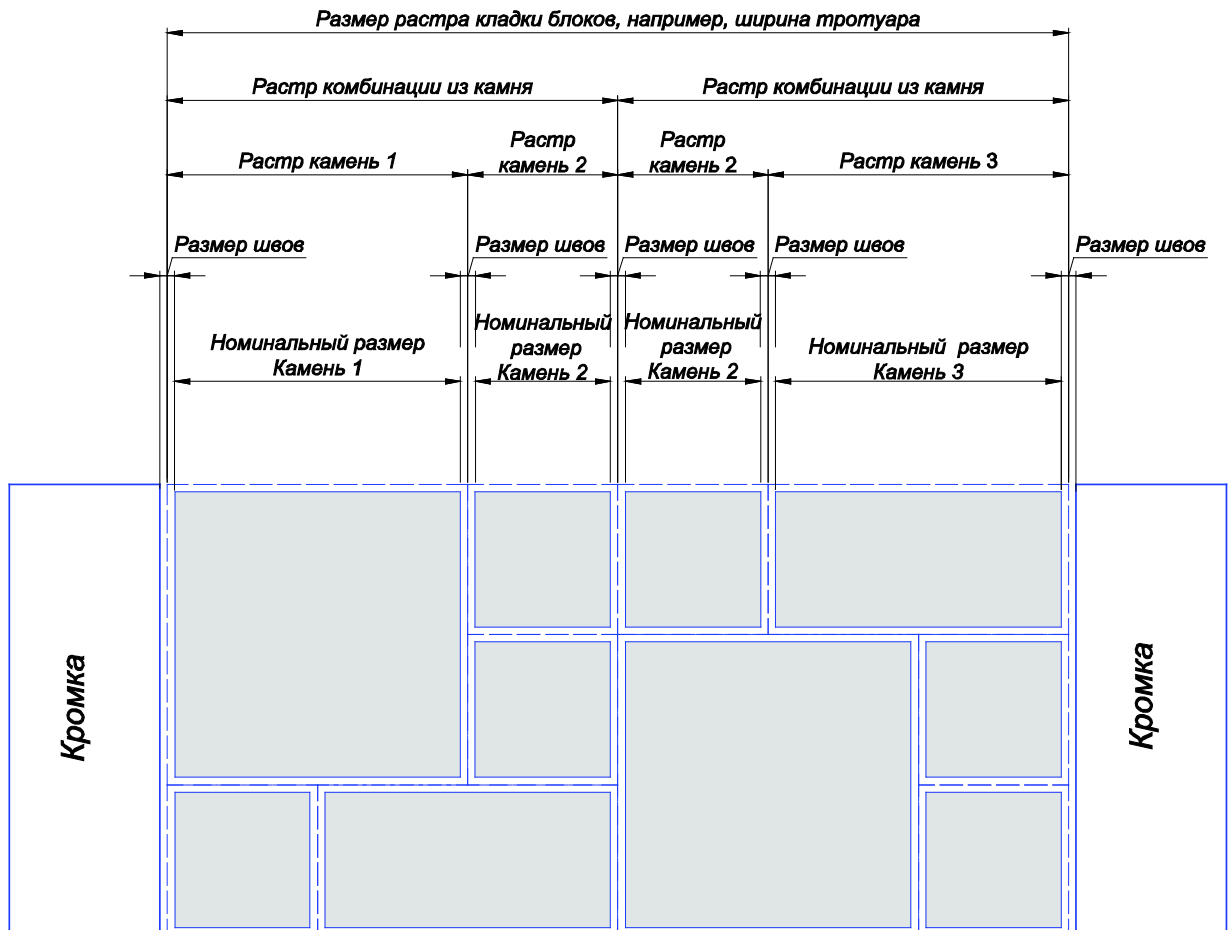 Размер растра кладки блоков, например, ширина тротуара
Растр комбинации из камня
Растр комбинации из камня
Растр камень 1
Растр
камень 2
Растр
камень 2
Растр камень 3
Размер швов
Размер швов
Размер швов
Размер швов
Размер швов
Номинальный размер
Камень 1
Номинальный
размер
Камень 2
Номинальный
размер
Камень 2
Номинальный размер
Камень 3
Кромка
Кромка